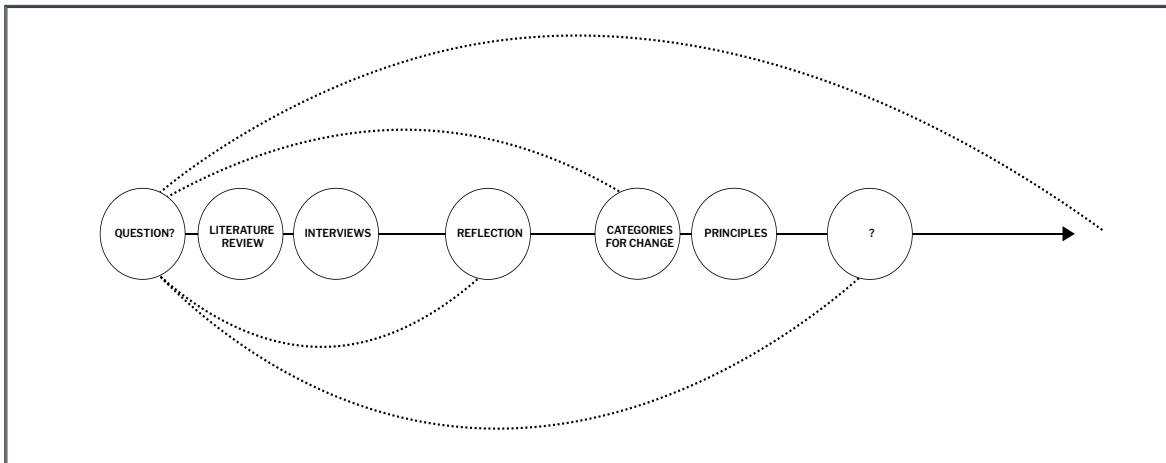 QUESTION?
LITERATURE
REVIEW
INTERVIEWS
REFLECTION
CATEGORIES
FOR CHANGE
PRINCIPLES
?